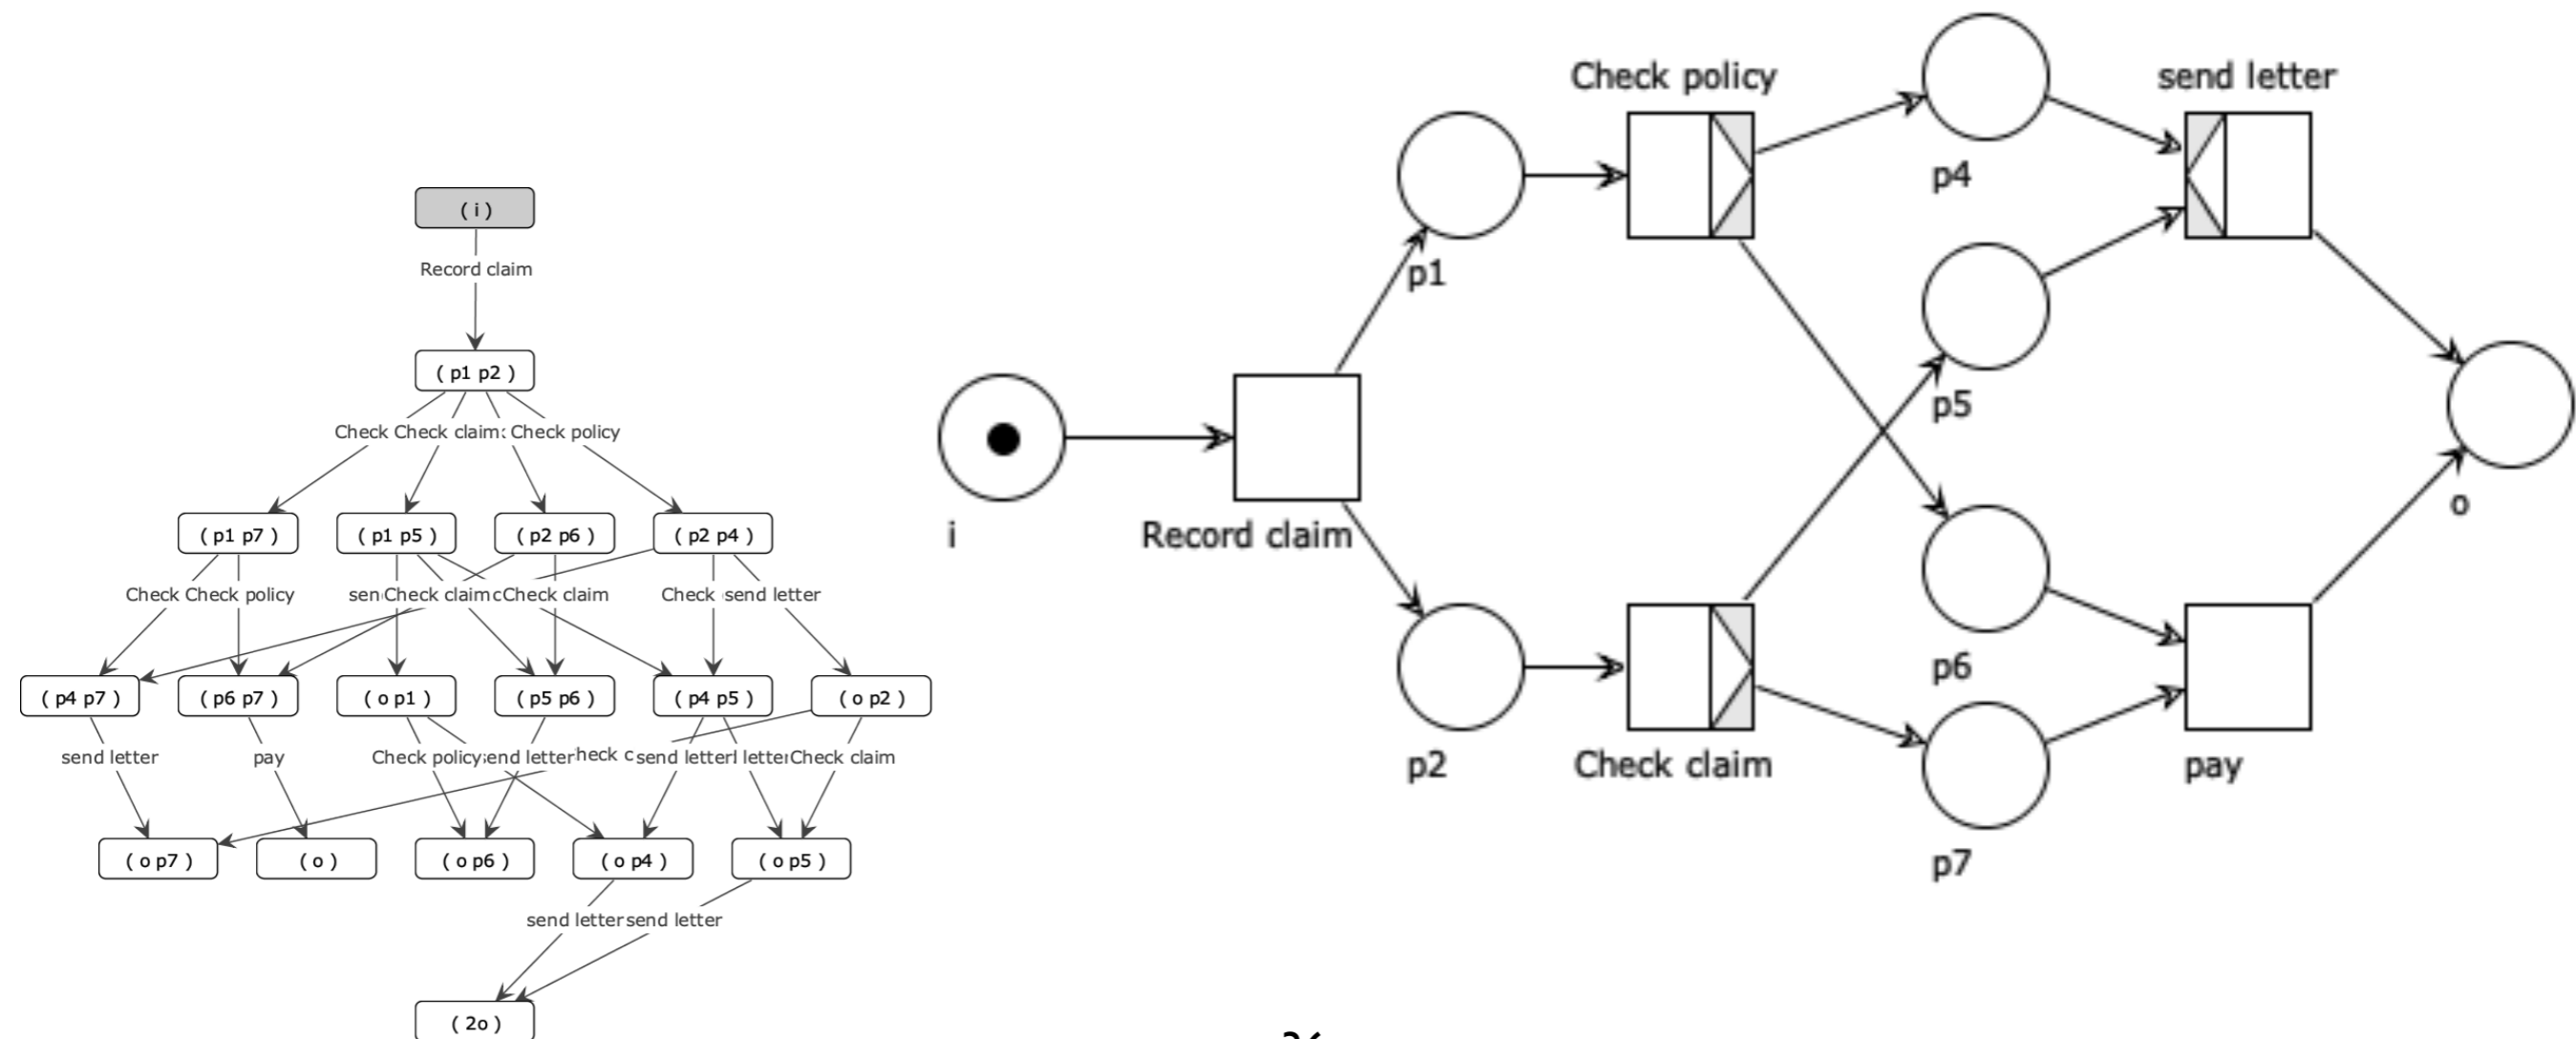 ( i )
Record claim
( p1 p2 )
Check Check claim Check policy
( p1 p7 ) ( p1 p5 ) ( p2 p6 ) ( p2 p4 )
Check Check policy Check claim Check claim Check send letter
( p4 p7 ) ( p6 p7 ) ( o p1 ) ( p5 p6 ) ( p4 p5 ) ( o p2 )
send letter pay Check policy send letter send letter letter Check claim
( o p7 ) ( o ) ( o p6 ) ( o p4 ) ( o p5 )
send letter send letter
( 2o )
Check policy
send letter
p4
p1
p5
i
Record claim
o
p6
p2
Check claim
pay
p7